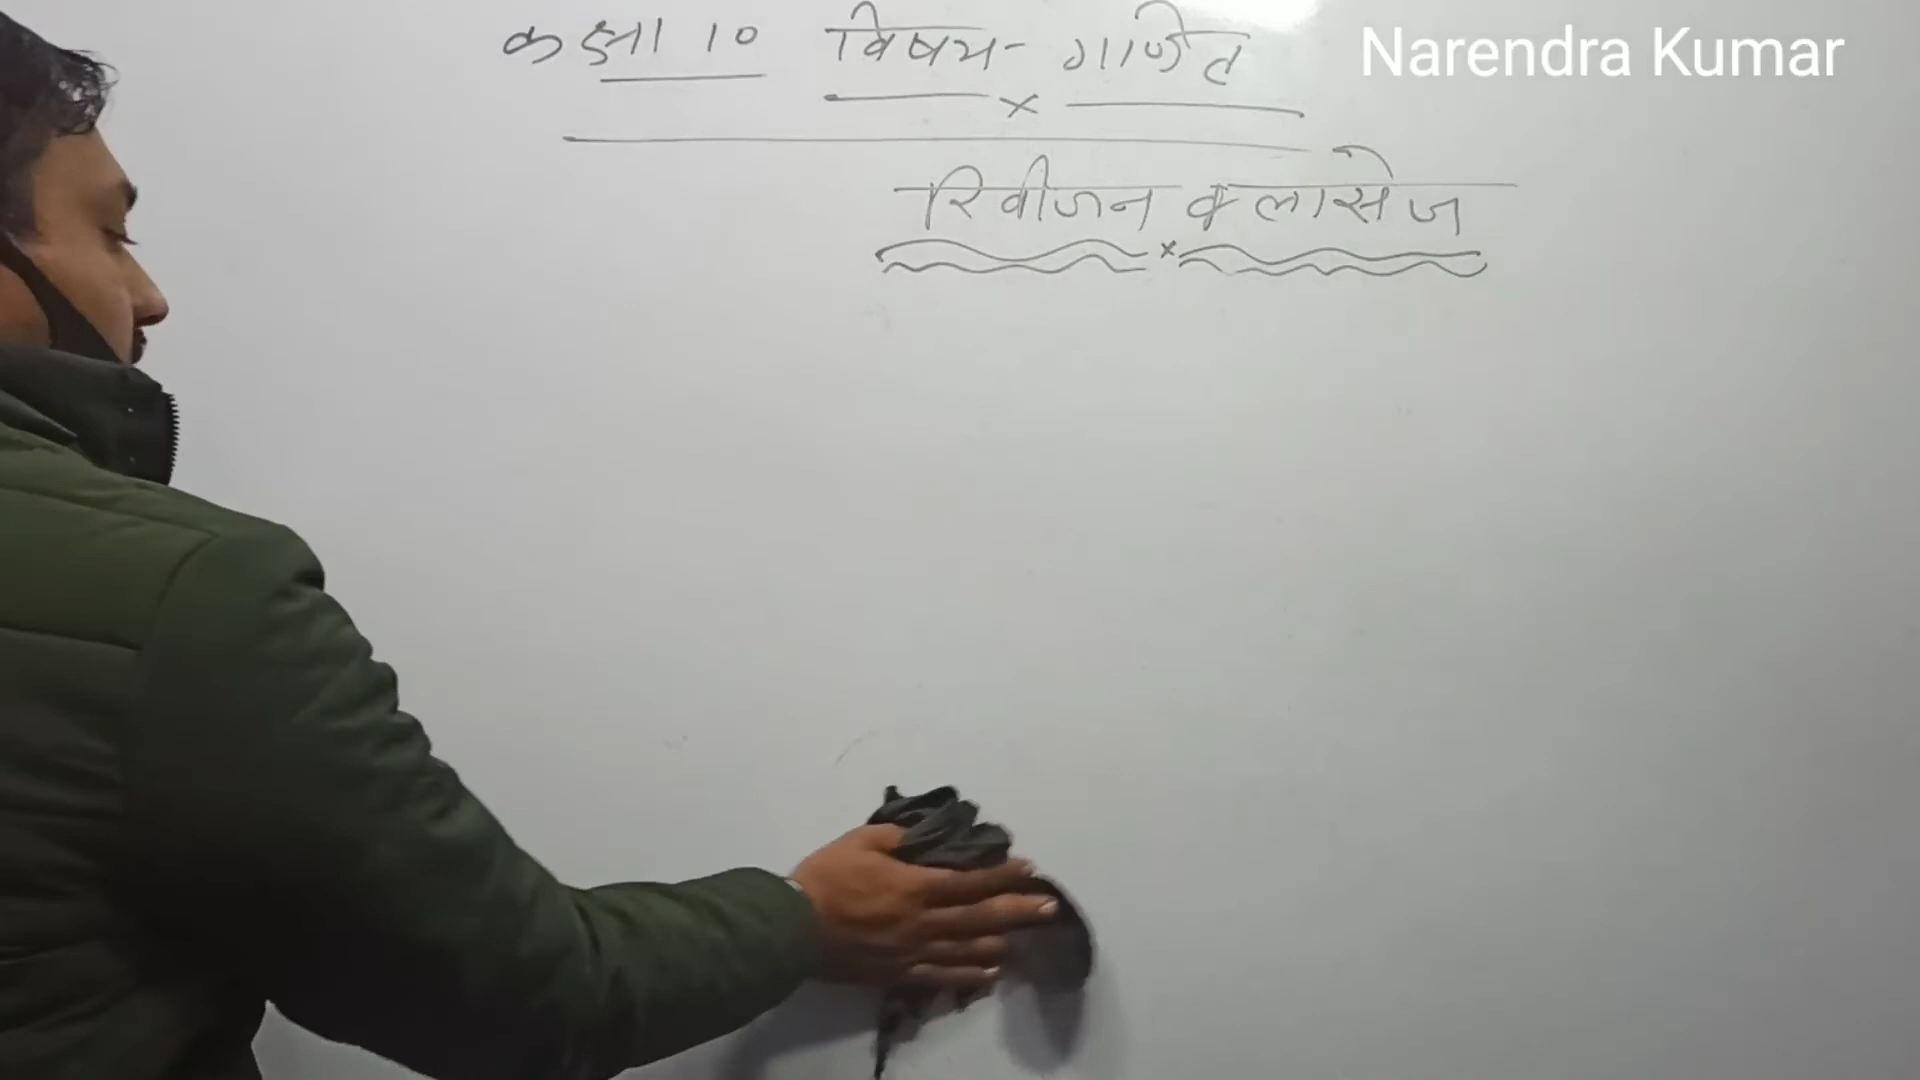 कक्षा 10 विषय - गणित Narendra Kumar
रिवीजन क्लासेज